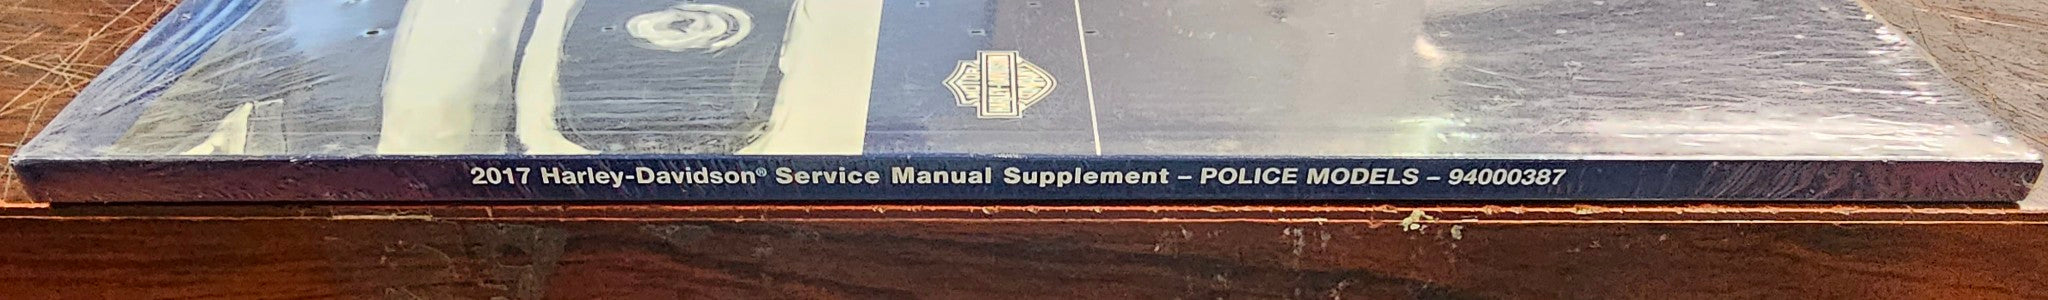 2017 Harley-Davidson® Service Manual Supplement – POLICE MODELS – 94000387